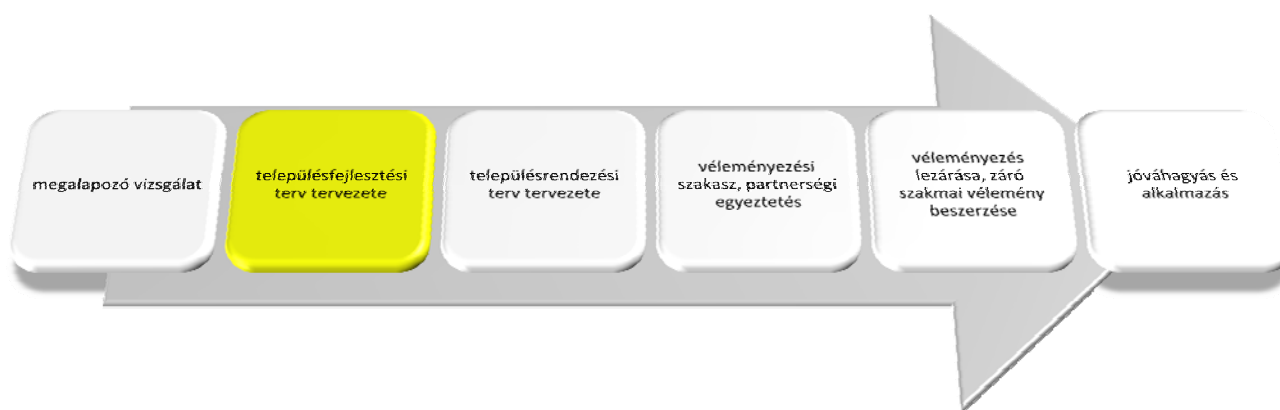 megalapozó vizsgálat
településfejlesztési
terv tervezete
településrendezési
terv tervezete
véleményezési
szakasz, partnerségi
egyeztetés
véleményezés
lezárása, záró
szakmai vélemény
beszerzése
jóváhagyás és
alkalmazás